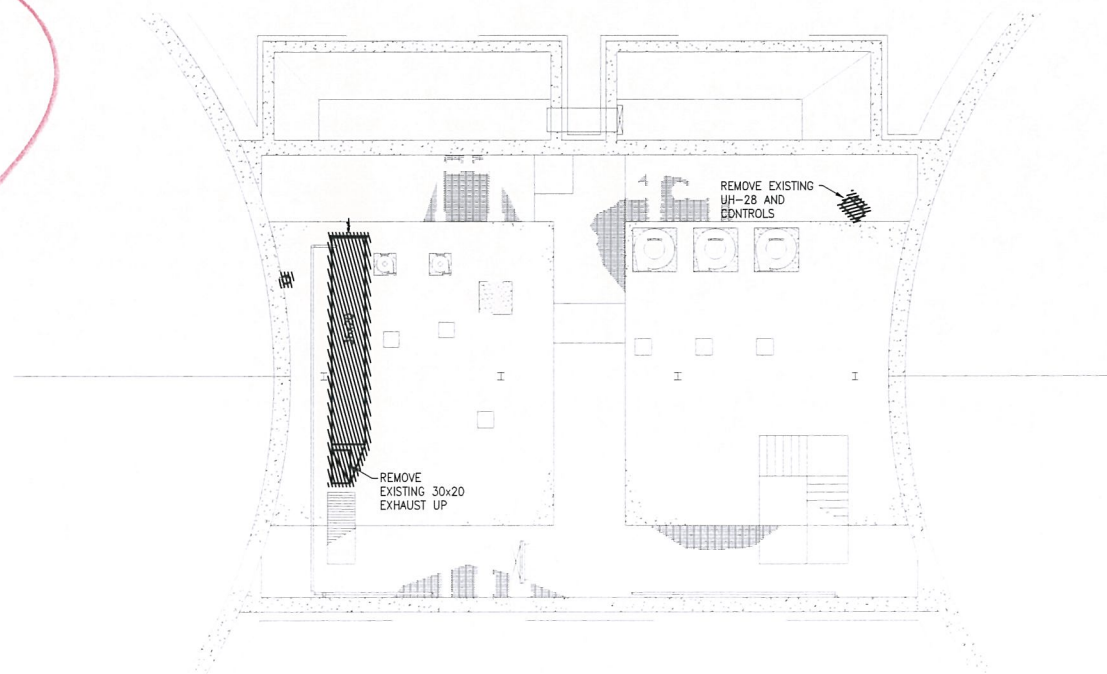 REMOVE EXISTING
UH-28 AND
CONTROLS
REMOVE
EXISTING 30x20
EXHAUST UP